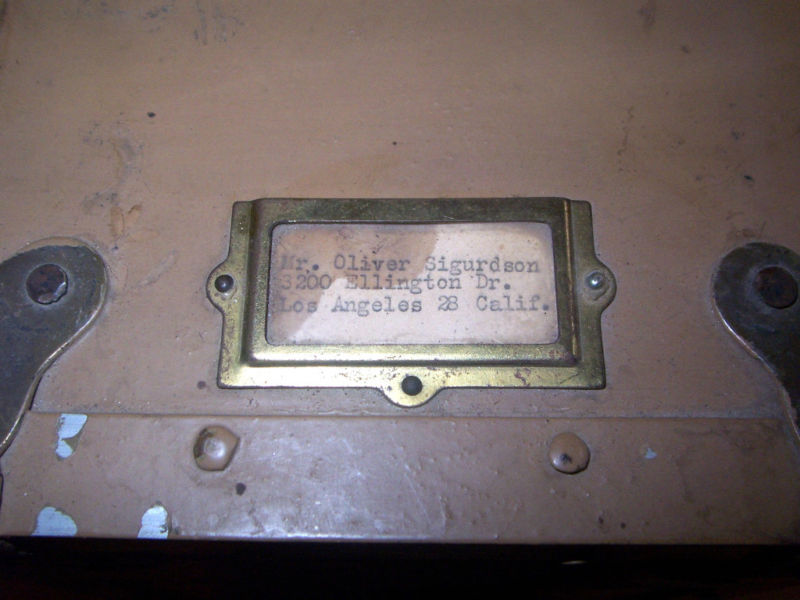 Mr. Oliver Sigurdson
3200 Ellington Dr.
Los Angeles 28 Calif.